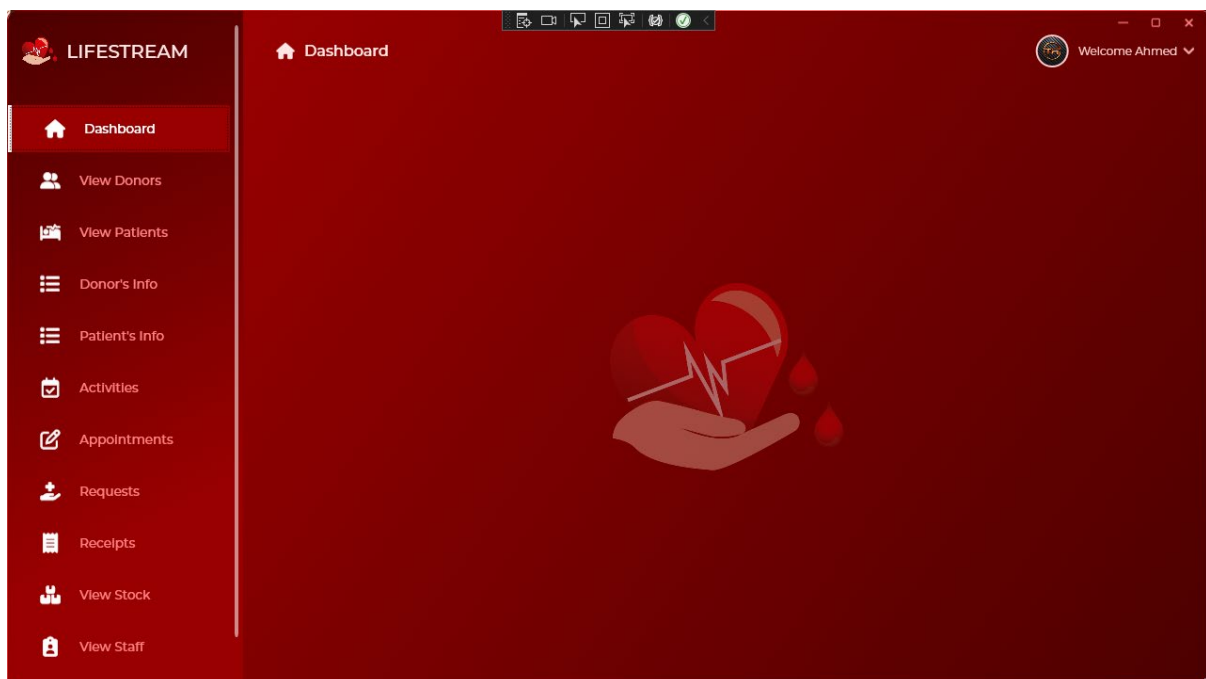 LIFESTREAM
Dashboard
Welcome Ahmed
Dashboard
View Donors
View Patients
Donor's Info
Patient's Info
Activities
Appointments
Requests
Receipts
View Stock
View Staff